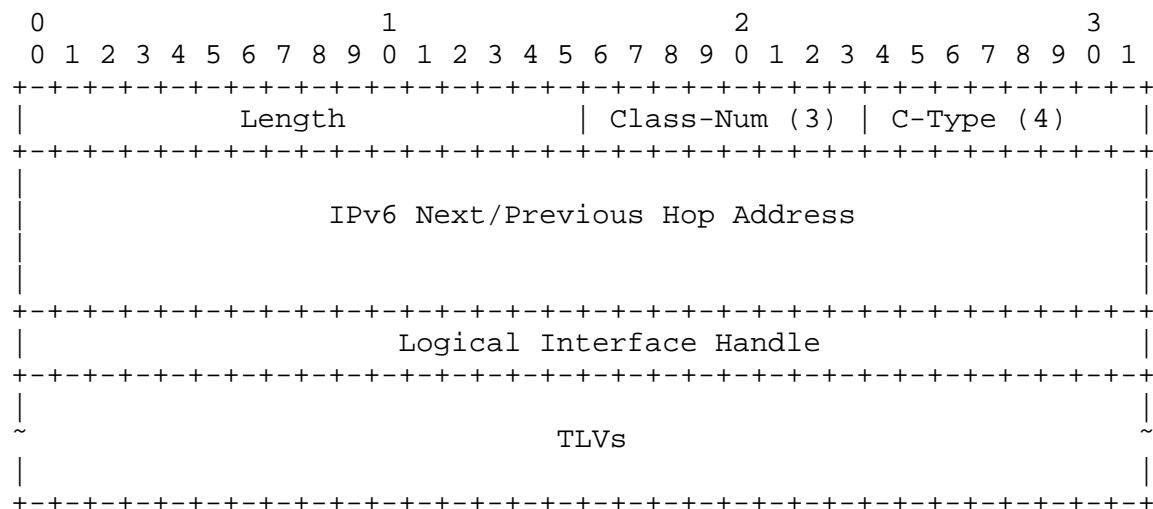 0                   1                   2                   3
 0 1 2 3 4 5 6 7 8 9 0 1 2 3 4 5 6 7 8 9 0 1 2 3 4 5 6 7 8 9 0 1
+-+-+-+-+-+-+-+-+-+-+-+-+-+-+-+-+-+-+-+-+-+-+-+-+-+-+-+-+-+-+-+-+
|            Length             | Class-Num (3) | C-Type (4)    |
+-+-+-+-+-+-+-+-+-+-+-+-+-+-+-+-+-+-+-+-+-+-+-+-+-+-+-+-+-+-+-+-+
|                                                               |
|                 IPv6 Next/Previous Hop Address                |
|                                                               |
|                                                               |
+-+-+-+-+-+-+-+-+-+-+-+-+-+-+-+-+-+-+-+-+-+-+-+-+-+-+-+-+-+-+-+-+
|                     Logical Interface Handle                  |
+-+-+-+-+-+-+-+-+-+-+-+-+-+-+-+-+-+-+-+-+-+-+-+-+-+-+-+-+-+-+-+-+
|                                                               |
~                              TLVs                             ~
|                                                               |
+-+-+-+-+-+-+-+-+-+-+-+-+-+-+-+-+-+-+-+-+-+-+-+-+-+-+-+-+-+-+-+-+